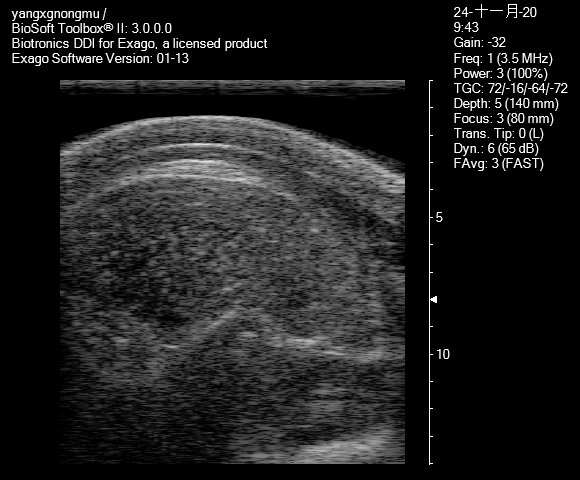 yangxgnongmu /
BioSoft Toolbox® II: 3.0.0.0
Biotronics DDI for Exago, a licensed product
Exago Software Version: 01-13
24-十一月-20
9:43
Gain: -32
Freq: 1 (3.5 MHz)
Power: 3 (100%)
TGC: 72/-16/-64/-72
Depth: 5 (140 mm)
Focus: 3 (80 mm)
Trans. Tip: 0 (L)
Dyn.: 6 (65 dB)
FAvg: 3 (FAST)
5
10